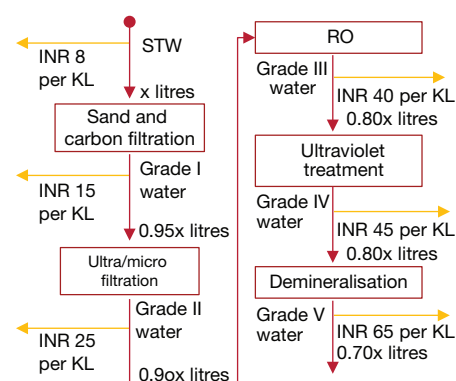 STW
INR 8
per KL
x litres
Sand and
carbon filtration
Grade I
water
INR 15
per KL
0.95x litres
Ultra/micro
filtration
Grade II
water
INR 25
per KL
0.9ox litres
RO
Grade III
water
INR 40 per KL
0.80x litres
Ultraviolet
treatment
Grade IV
water
INR 45 per KL
0.80x litres
Demineralisation
Grade V
water
INR 65 per KL
0.70x litres